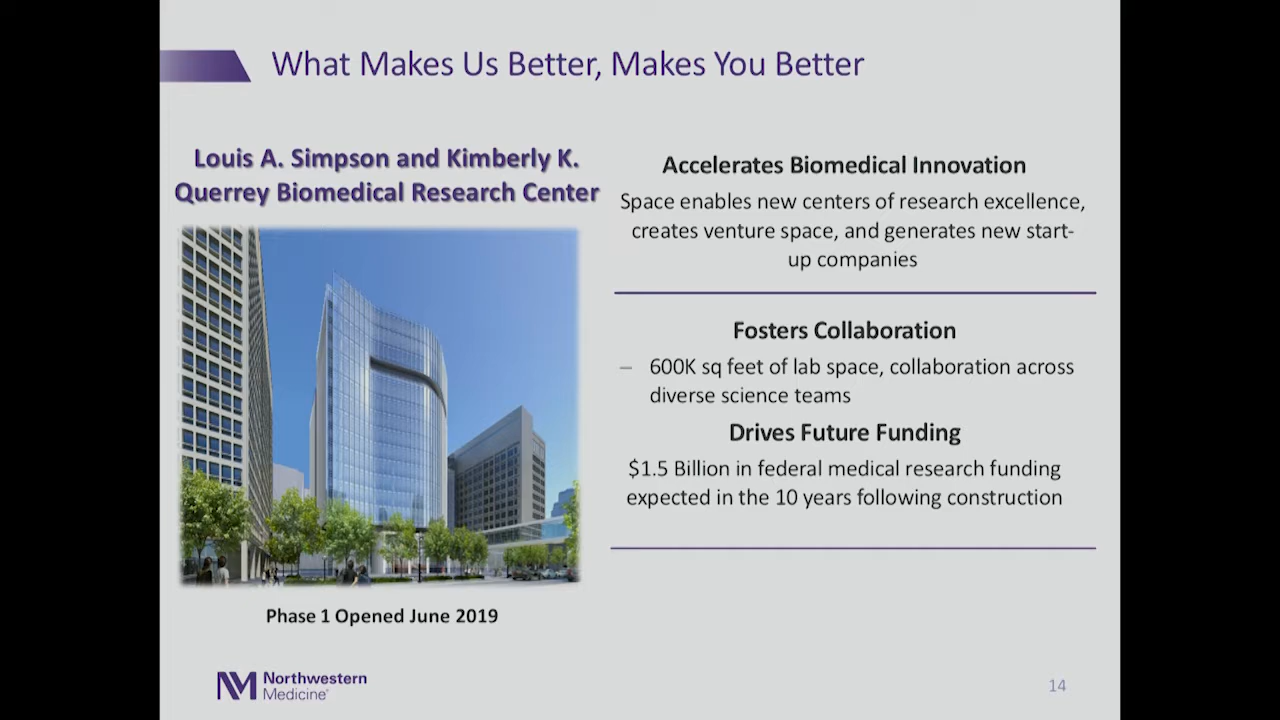 What Makes Us Better, Makes You Better
Louis A. Simpson and Kimberly K.
Querrey Biomedical Research Center
Phase 1 Opened June 2019
Accelerates Biomedical Innovation
Space enables new centers of research excellence,
creates venture space, and generates new start-
up companies
Fosters Collaboration
– 600K sq feet of lab space, collaboration across
diverse science teams
Drives Future Funding
$1.5 Billion in federal medical research funding
expected in the 10 years following construction
Northwestern
Medicine®
14